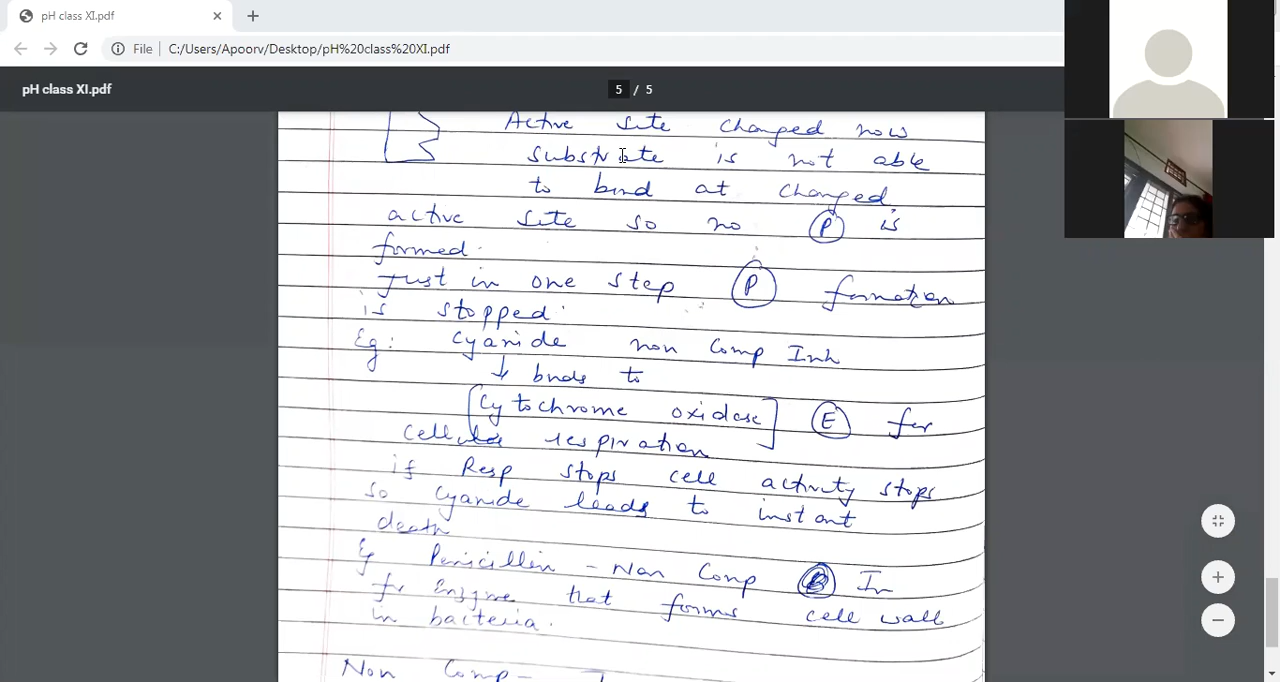 pH class XI.pdf
File
C:/Users/Apoorv/Desktop/pH%20class%20XI.pdf
pH class XI.pdf
5 / 5
Active site changed now
substrate is not able
to bind at changed
active site so no P is
formed.
Just in one step P formation
is stopped.
Eg: Cyanide non Comp Inh
↓ binds to
[Cytochrome oxidase] E for
cellular respiration
if Resp stops cell activity stops
so cyanide leads to instant
death
Eg Penicillin - Non Comp In
for Enzyme that forms cell wall
in bacteria.
Non Comp-